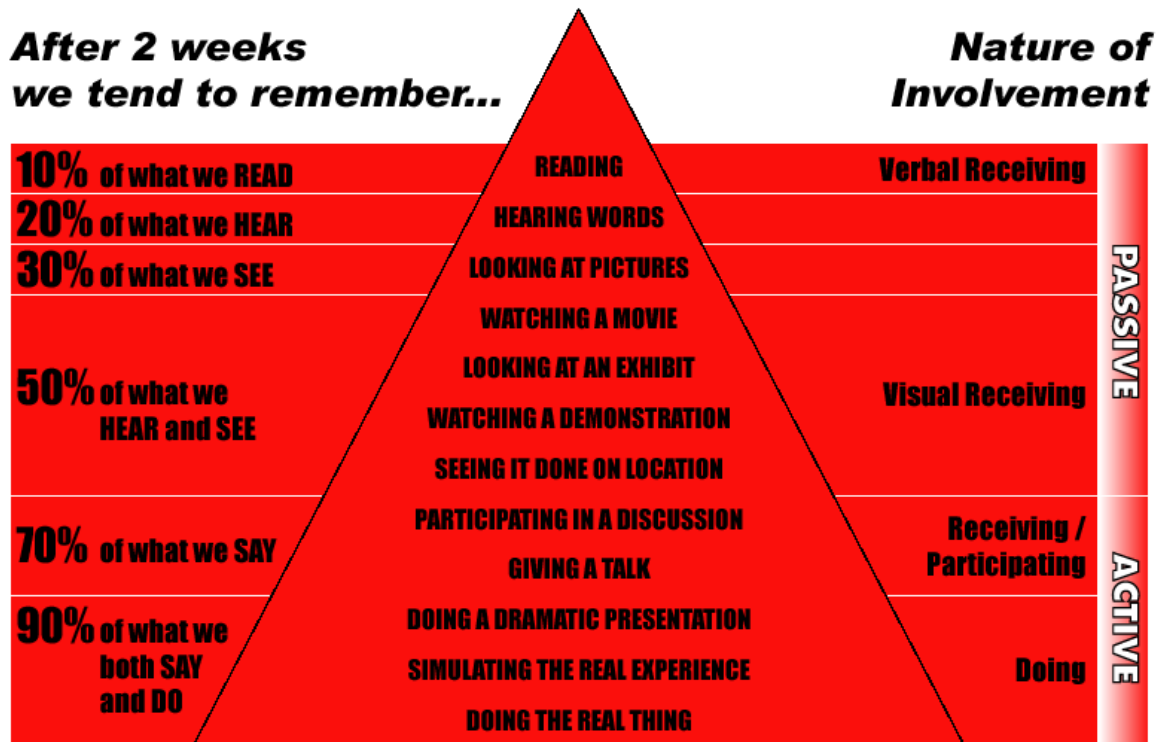 After 2 weeks
we tend to remember...
Nature of
Involvement
10% of what we READ
READING
Verbal Receiving
20% of what we HEAR
HEARING WORDS
30% of what we SEE
LOOKING AT PICTURES
WATCHING A MOVIE
LOOKING AT AN EXHIBIT
50% of what we
HEAR and SEE
Visual Receiving
WATCHING A DEMONSTRATION
SEEING IT DONE ON LOCATION
PASSIVE
70% of what we SAY
PARTICIPATING IN A DISCUSSION
GIVING A TALK
Receiving /
Participating
90% of what we
both SAY
and DO
DOING A DRAMATIC PRESENTATION
SIMULATING THE REAL EXPERIENCE
DOING THE REAL THING
Doing
ACTIVE